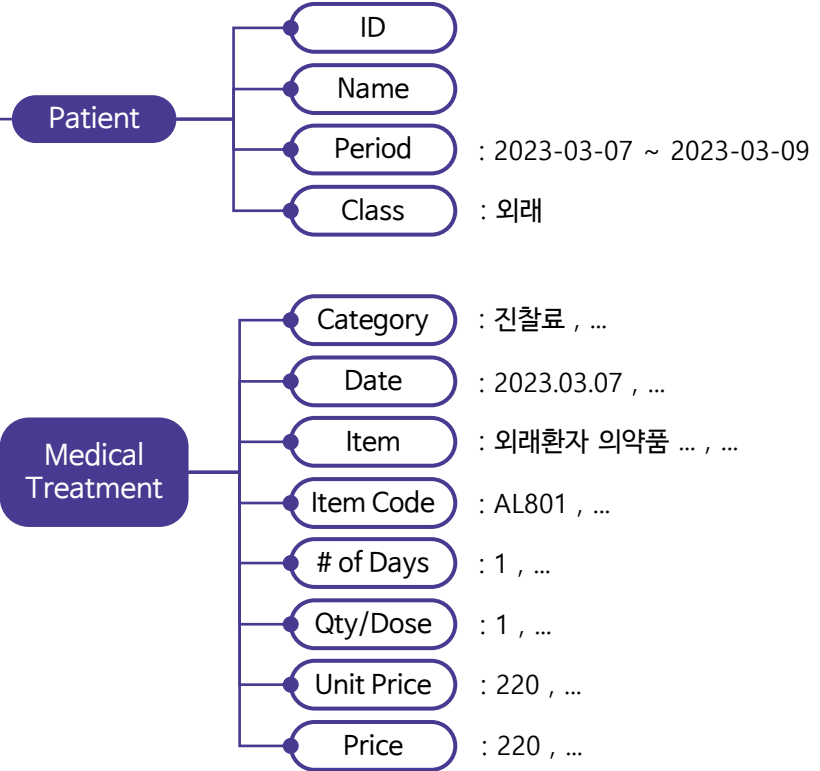 Patient
ID
Name
Period : 2023-03-07 ~ 2023-03-09
Class : 외래
Medical
Treatment
Category : 진찰료 , ...
Date : 2023.03.07 , ...
Item : 외래환자 의약품 ... , ...
Item Code : AL801 , ...
# of Days : 1 , ...
Qty/Dose : 1 , ...
Unit Price : 220 , ...
Price : 220 , ...